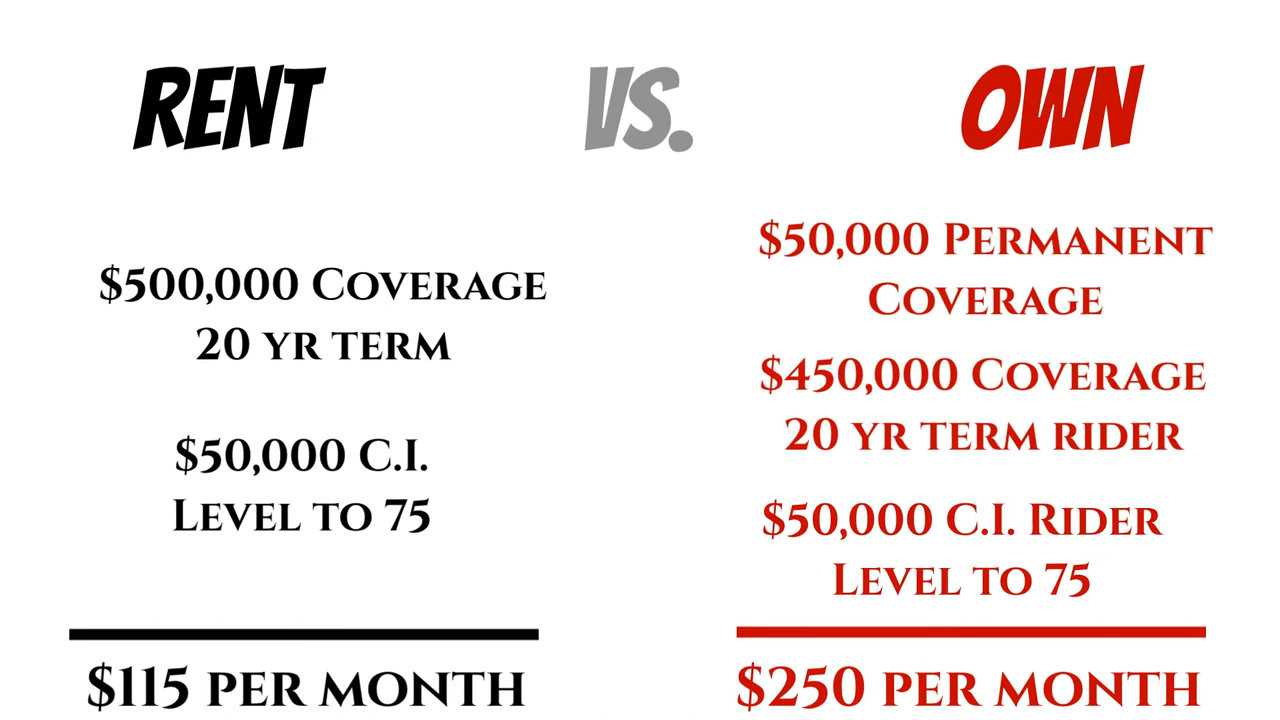 RENT VS. OWN
$500,000 Coverage
20 yr term
$50,000 C.I.
Level to 75
$115 per month
$50,000 Permanent
Coverage
$450,000 Coverage
20 yr term rider
$50,000 C.I. Rider
Level to 75
$250 per month